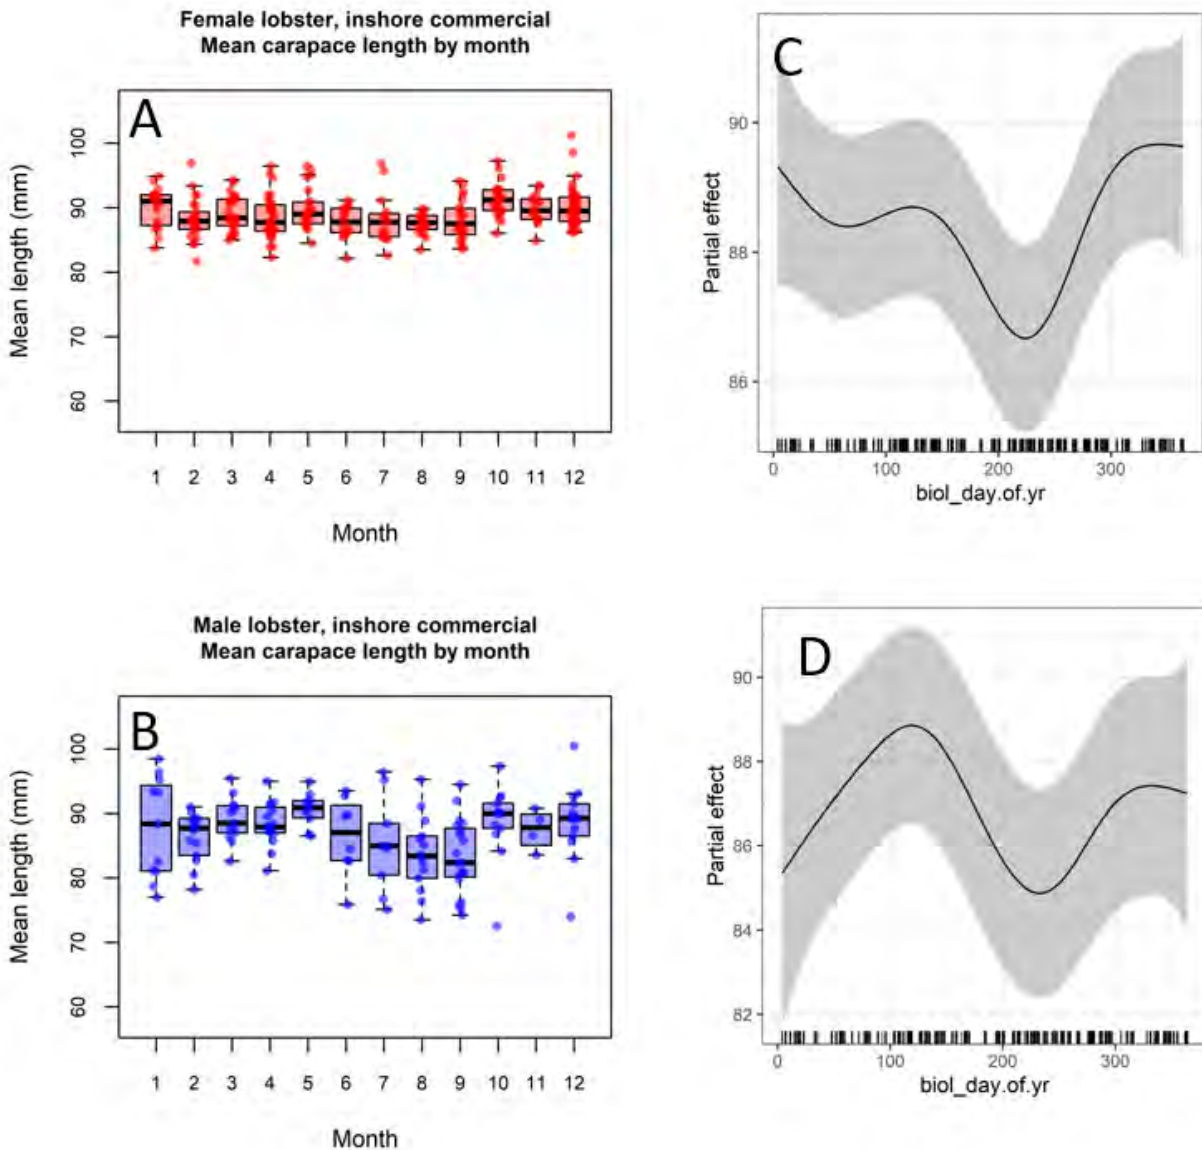 Female lobster, inshore commercial
Mean carapace length by month
A
Mean length (mm)
100
90
80
70
60
1 2 3 4 5 6 7 8 9 10 11 12
Month
C
Partial effect
90
88
86
0 100 200 300
biol_day.of.yr
Male lobster, inshore commercial
Mean carapace length by month
B
Mean length (mm)
100
90
80
70
60
1 2 3 4 5 6 7 8 9 10 11 12
Month
D
Partial effect
90
88
86
84
82
0 100 200 300
biol_day.of.yr